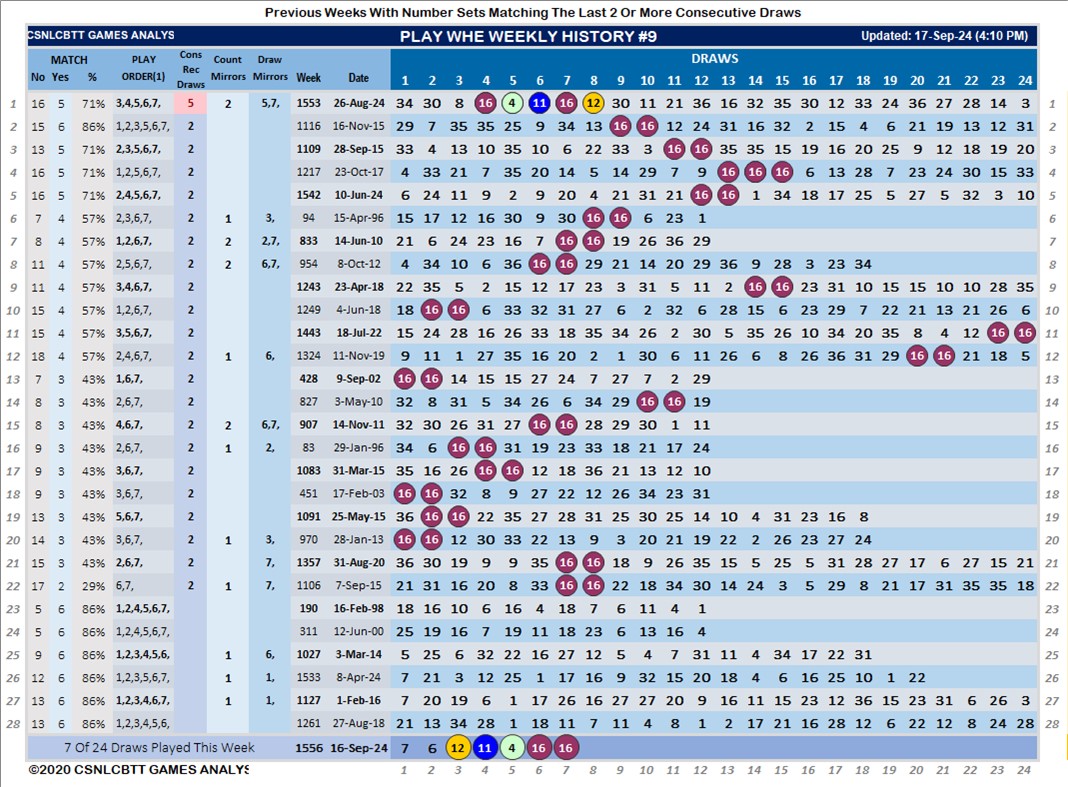 Previous Weeks With Number Sets Matching The Last 2 Or More Consecutive Draws
CSNLCBTT GAMES ANALYS PLAY WHE WEEKLY HISTORY #9 Updated: 17-Sep-24 (4:10 PM)
MATCH PLAY Cons Rec Draws Count Mirrors Draw Mirrors DRAWS
No Yes % ORDER(1) Week Date 1 2 3 4 5 6 7 8 9 10 11 12 13 14 15 16 17 18 19 20 21 22 23 24
1 16 5 71% 3,4,5,6,7, 5 2 5,7, 1553 26-Aug-24 34 30 8 16 4 11 16 12 30 11 21 36 16 32 35 30 12 33 24 36 27 28 14 3 1
2 15 6 86% 1,2,3,5,6,7, 2 1116 16-Nov-15 29 7 35 35 25 9 34 13 16 16 12 24 31 16 32 2 15 4 6 21 19 13 12 31 2
3 13 5 71% 2,3,5,6,7, 2 1109 28-Sep-15 33 4 13 10 35 10 6 22 33 3 16 16 35 35 15 19 16 20 25 9 12 18 19 20 3
4 16 5 71% 1,2,5,6,7, 2 1217 23-Oct-17 4 33 21 7 35 20 14 5 14 29 7 9 16 16 16 6 13 28 7 23 24 30 15 33 4
5 16 5 71% 2,4,5,6,7, 2 1542 10-Jun-24 6 24 11 9 2 9 20 4 21 31 21 16 16 1 34 18 17 25 5 27 5 32 3 10 5
6 7 4 57% 2,3,6,7, 2 1 3, 94 15-Apr-96 15 17 12 16 30 9 30 16 16 6 23 1 6
7 8 4 57% 1,2,6,7, 2 2 2,7, 833 14-Jun-10 21 6 24 23 16 7 16 16 19 26 36 29 7
8 11 4 57% 2,5,6,7, 2 2 6,7, 954 8-Oct-12 4 34 10 6 36 16 16 29 21 14 20 29 36 9 28 3 23 34 8
9 11 4 57% 3,4,6,7, 2 1243 23-Apr-18 22 35 5 2 15 12 17 23 3 31 5 11 2 16 16 23 31 10 15 15 10 10 28 35 9
10 15 4 57% 1,2,6,7, 2 1249 4-Jun-18 18 16 16 6 33 32 31 27 6 2 32 6 28 15 6 23 29 7 22 21 13 21 26 6 10
11 15 4 57% 3,5,6,7, 2 1443 18-Jul-22 15 24 28 16 26 33 18 35 34 26 2 30 5 35 26 10 34 20 35 8 4 12 16 16 11
12 18 4 57% 2,4,6,7, 2 1 6, 1324 11-Nov-19 9 11 1 27 35 16 20 2 1 30 6 11 26 6 8 26 36 31 29 16 16 21 18 5 12
13 7 3 43% 1,6,7, 2 428 9-Sep-02 16 16 14 15 15 27 24 7 27 7 2 29 13
14 8 3 43% 2,6,7, 2 827 3-May-10 32 8 31 5 34 26 6 34 29 16 16 19 14
15 8 3 43% 4,6,7, 2 2 6,7, 907 14-Nov-11 32 30 26 31 27 16 16 28 29 30 1 11 15
16 9 3 43% 2,6,7, 2 1 2, 83 29-Jan-96 34 6 16 16 31 19 23 33 18 21 17 24 16
17 9 3 43% 3,6,7, 2 1083 31-Mar-15 35 16 26 16 16 12 18 36 21 13 12 10 17
18 9 3 43% 3,6,7, 2 451 17-Feb-03 16 16 32 8 9 27 22 12 26 34 23 31 18
19 13 3 43% 5,6,7, 2 1091 25-May-15 36 16 16 22 35 27 28 31 25 30 25 14 10 4 31 23 17 8 19
20 14 3 43% 3,6,7, 2 1 3, 970 28-Jan-13 16 16 12 30 33 22 13 9 3 20 21 19 22 2 26 23 27 24 20
21 15 3 43% 2,6,7, 2 7, 1357 31-Aug-20 36 30 19 9 9 35 16 16 18 9 26 35 15 5 25 5 31 28 27 17 6 27 15 21 21
22 17 2 29% 6,7, 2 1 7, 1106 7-Sep-15 21 31 16 20 8 33 16 16 22 18 34 30 14 24 3 5 29 8 21 17 31 35 35 18 22
23 5 6 86% 1,2,4,5,6,7, 190 16-Feb-98 18 16 10 6 16 4 18 7 6 11 4 1 23
24 5 6 86% 1,2,4,5,6,7, 311 12-Jun-00 25 19 16 7 19 11 18 23 6 13 16 4 24
25 9 6 86% 1,2,3,4,5,6, 1 6, 1027 3-Mar-14 5 25 6 32 22 16 27 12 5 4 7 31 11 4 34 17 22 31 25
26 12 6 86% 1,2,3,5,6,7, 1 1, 1533 8-Apr-24 7 21 3 12 25 1 17 16 9 32 15 20 18 4 6 16 25 10 1 22 26
27 13 6 86% 1,2,3,4,6,7, 1 1, 1127 1-Feb-16 7 20 19 6 1 17 26 16 27 27 20 9 16 11 15 23 12 36 15 23 31 6 26 3 27
28 13 6 86% 1,2,3,4,5,6, 1261 27-Aug-18 21 13 34 28 1 18 11 7 11 4 8 1 2 17 21 16 28 12 6 22 12 8 24 28 28
7 Of 24 Draws Played This Week 1556 16-Sep-24 7 6 12 11 4 16 16
©2020 CSNLCBTT GAMES ANALYS 1 2 3 4 5 6 7 8 9 10 11 12 13 14 15 16 17 18 19 20 21 22 23 24